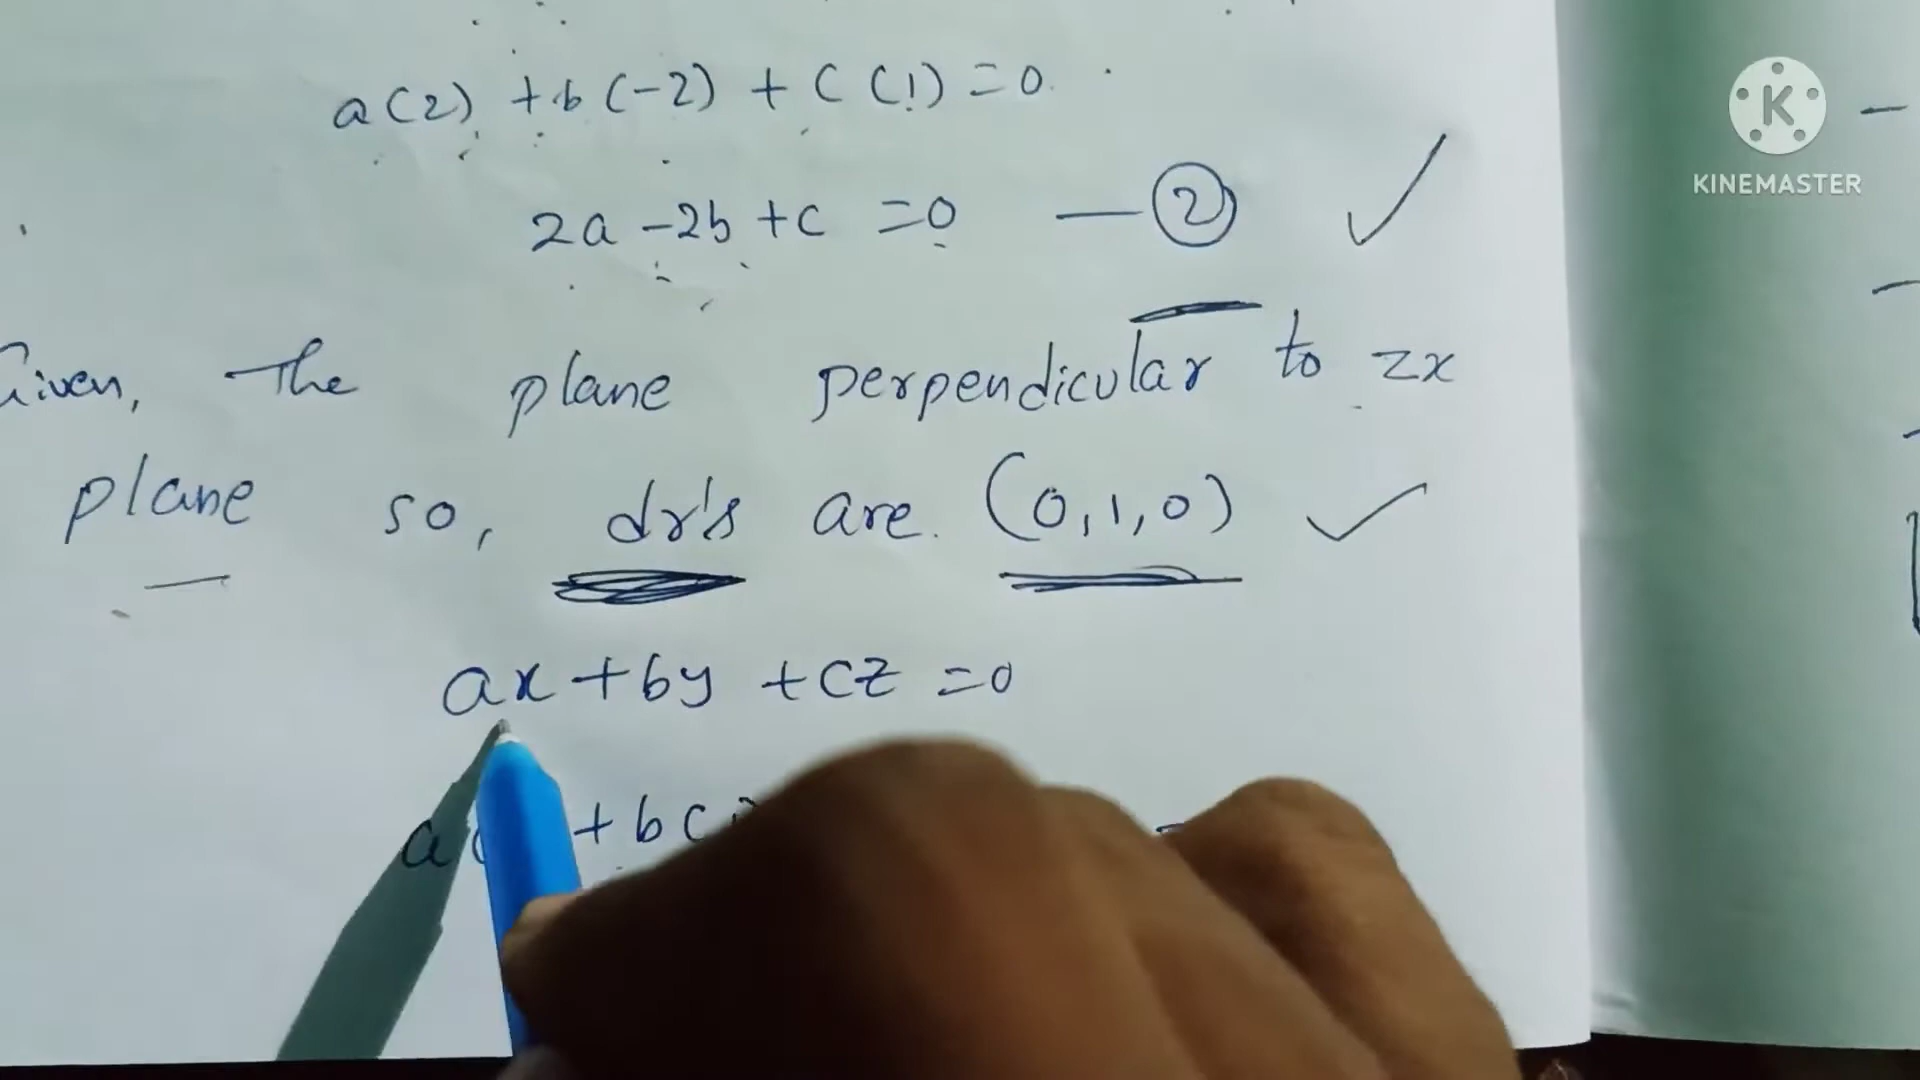 a(2) +b(-2) + c(1) =0
2a -2b +c =0 — ②
Given, The plane perpendicular to zx
plane so, dr's are (0,1,0)
ax+by +cz =0
K
KINEMASTER